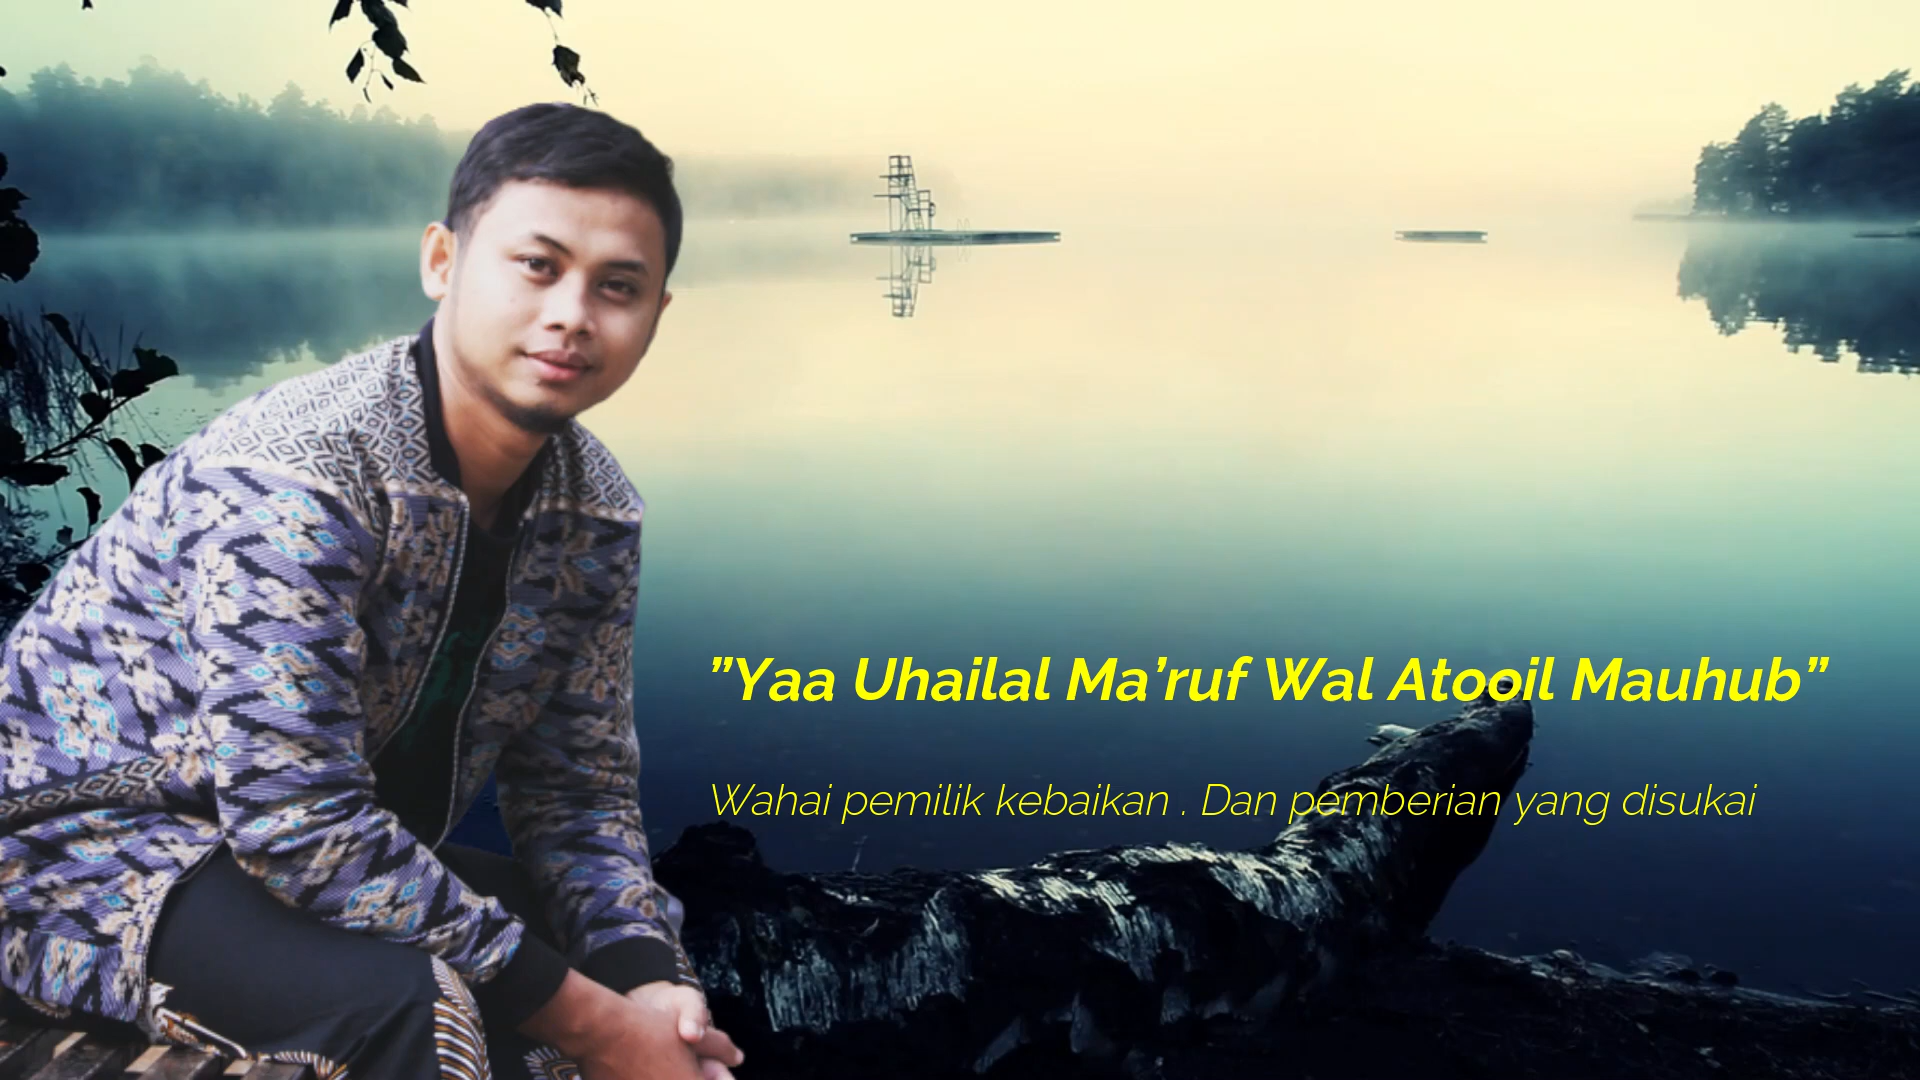 ”Yaa Uhailal Ma’ruf Wal Atooil Mauhub”
Wahai pemilik kebaikan . Dan pemberian yang disukai